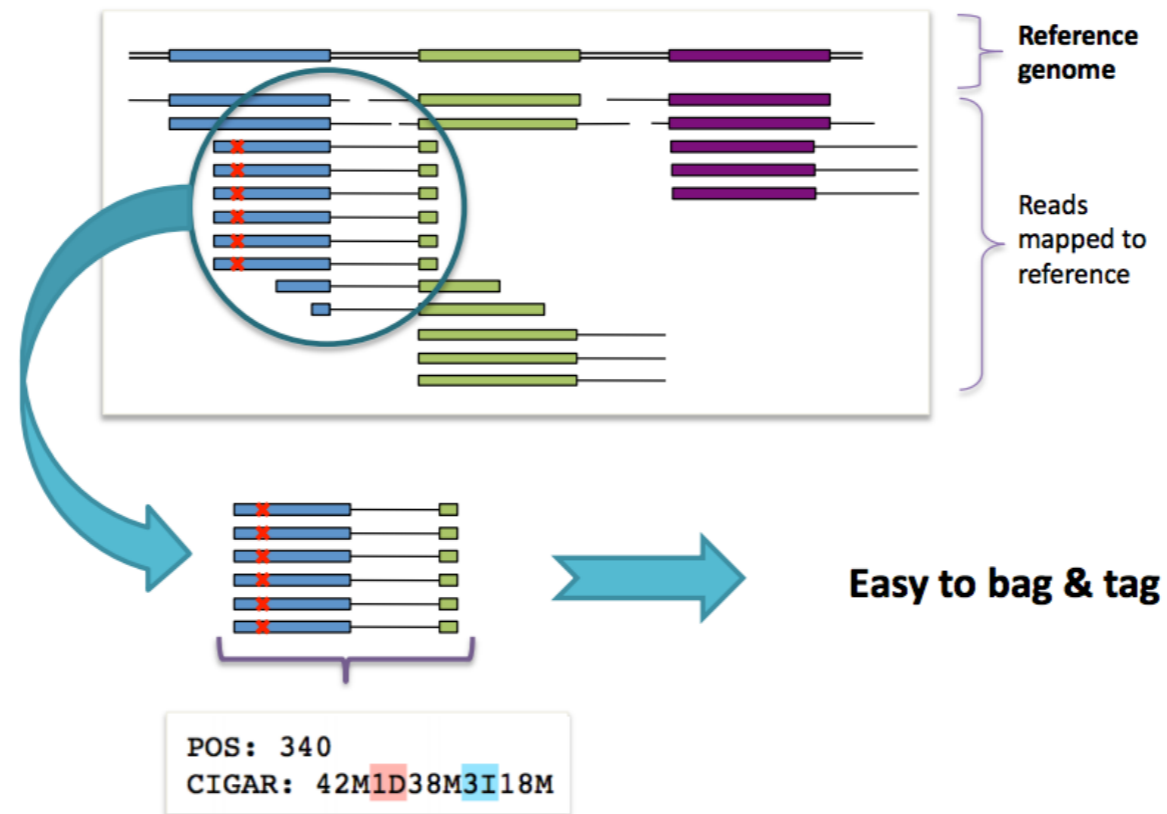 Reference
genome
Reads
mapped to
reference
Easy to bag & tag
POS: 340
CIGAR: 42M1D38M3I18M